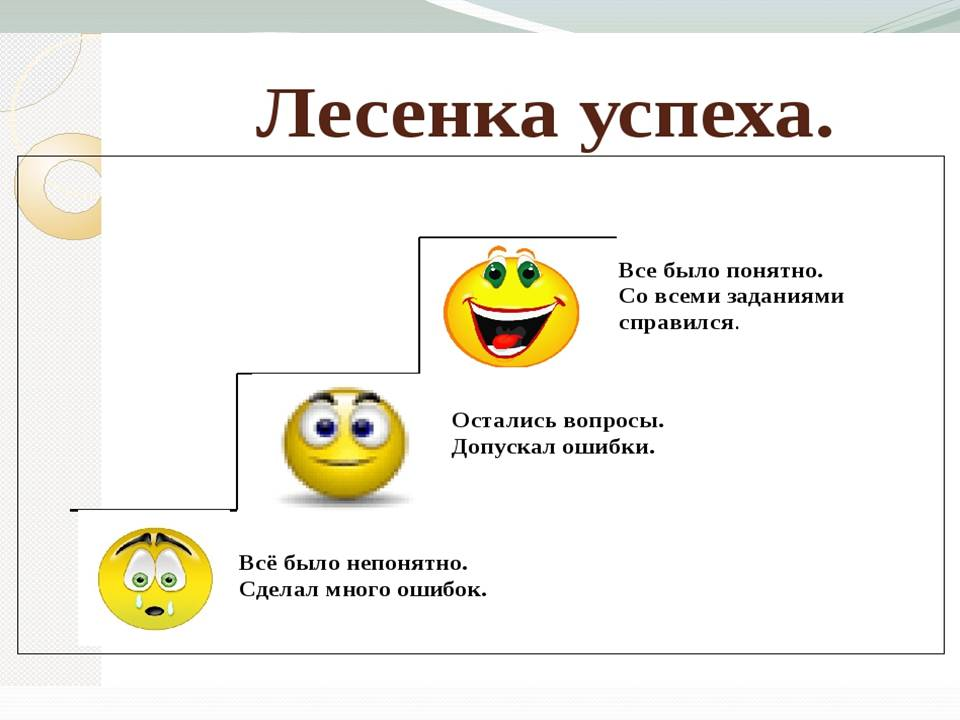 Лесенка успеха.
Все было понятно.
Со всеми заданиями
справился.
Остались вопросы.
Допускал ошибки.
Всё было непонятно.
Сделал много ошибок.